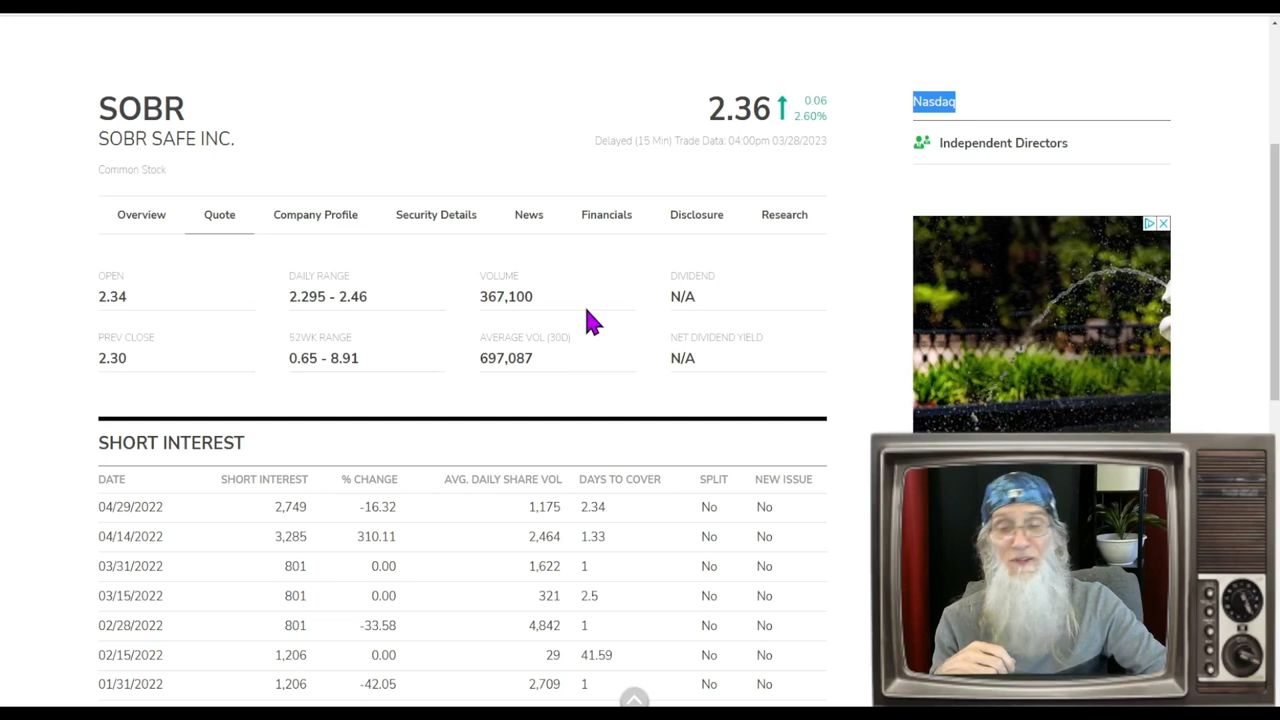 SOBR
SOBR SAFE INC.
Common Stock
2.36
0.06
2.60%
Delayed (15 Min) Trade Data: 04:00pm 03/28/2023
Nasdaq
Independent Directors
Overview Quote Company Profile Security Details News Financials Disclosure Research
OPEN DAILY RANGE VOLUME DIVIDEND
2.34 2.295 - 2.46 367,100 N/A
PREV CLOSE 52WK RANGE AVERAGE VOL (30D) NET DIVIDEND YIELD
2.30 0.65 - 8.91 697,087 N/A
SHORT INTEREST
DATE SHORT INTEREST % CHANGE AVG. DAILY SHARE VOL DAYS TO COVER SPLIT NEW ISSUE
04/29/2022 2,749 -16.32 1,175 2.34 No No
04/14/2022 3,285 310.11 2,464 1.33 No No
03/31/2022 801 0.00 1,622 1 No No
03/15/2022 801 0.00 321 2.5 No No
02/28/2022 801 -33.58 4,842 1 No No
02/15/2022 1,206 0.00 29 41.59 No No
01/31/2022 1,206 -42.05 2,709 1 No No